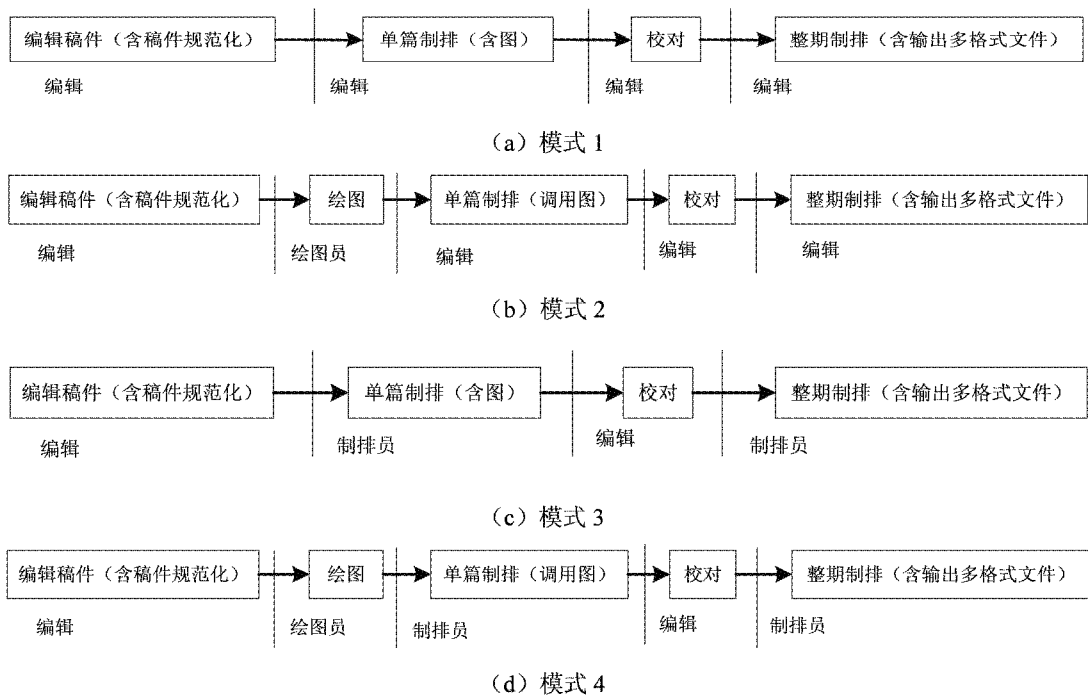 编辑稿件（含稿件规范化） 单篇制排（含图） 校对 整期制排（含输出多格式文件）
编辑 编辑 编辑 编辑
（a）模式 1
编辑稿件（含稿件规范化） 绘图 单篇制排（调用图） 校对 整期制排（含输出多格式文件）
编辑 绘图员 编辑 编辑 编辑
（b）模式 2
编辑稿件（含稿件规范化） 单篇制排（含图） 校对 整期制排（含输出多格式文件）
编辑 制排员 编辑 制排员
（c）模式 3
编辑稿件（含稿件规范化） 绘图 单篇制排（调用图） 校对 整期制排（含输出多格式文件）
编辑 绘图员 制排员 编辑 制排员
（d）模式 4